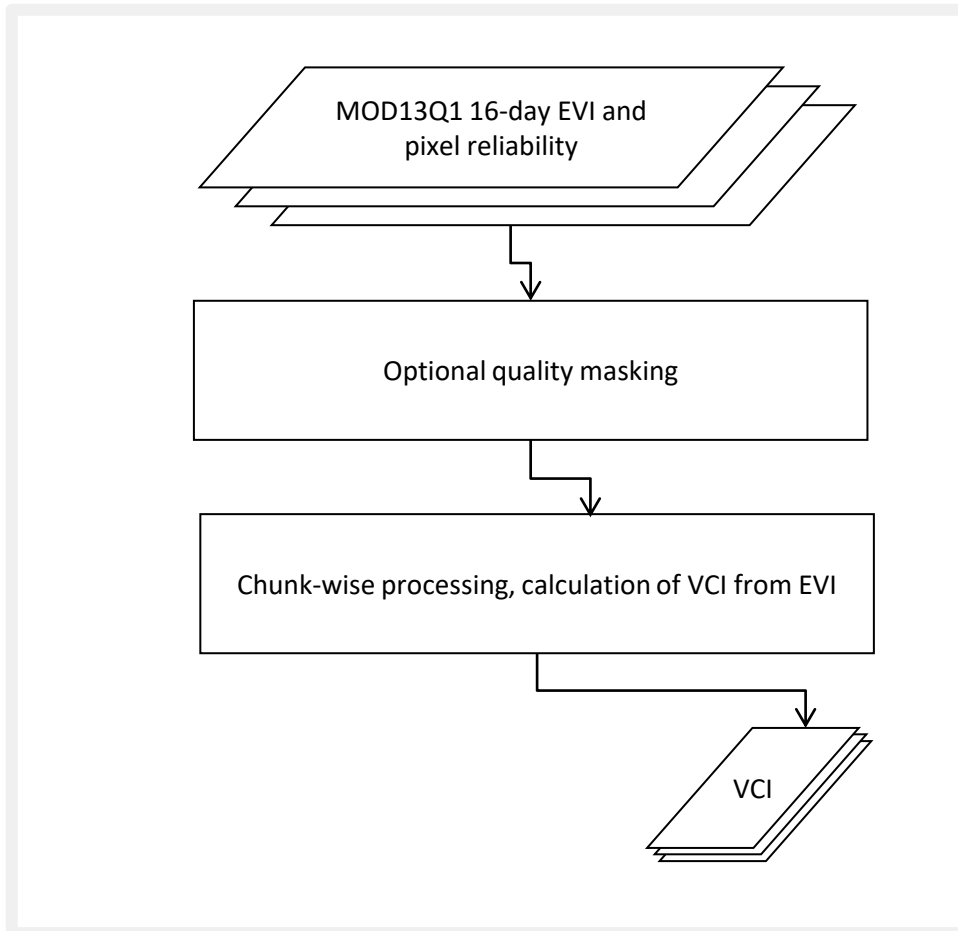 MOD13Q1 16-day EVI and
pixel reliability
Optional quality masking
Chunk-wise processing, calculation of VCI from EVI
VCI